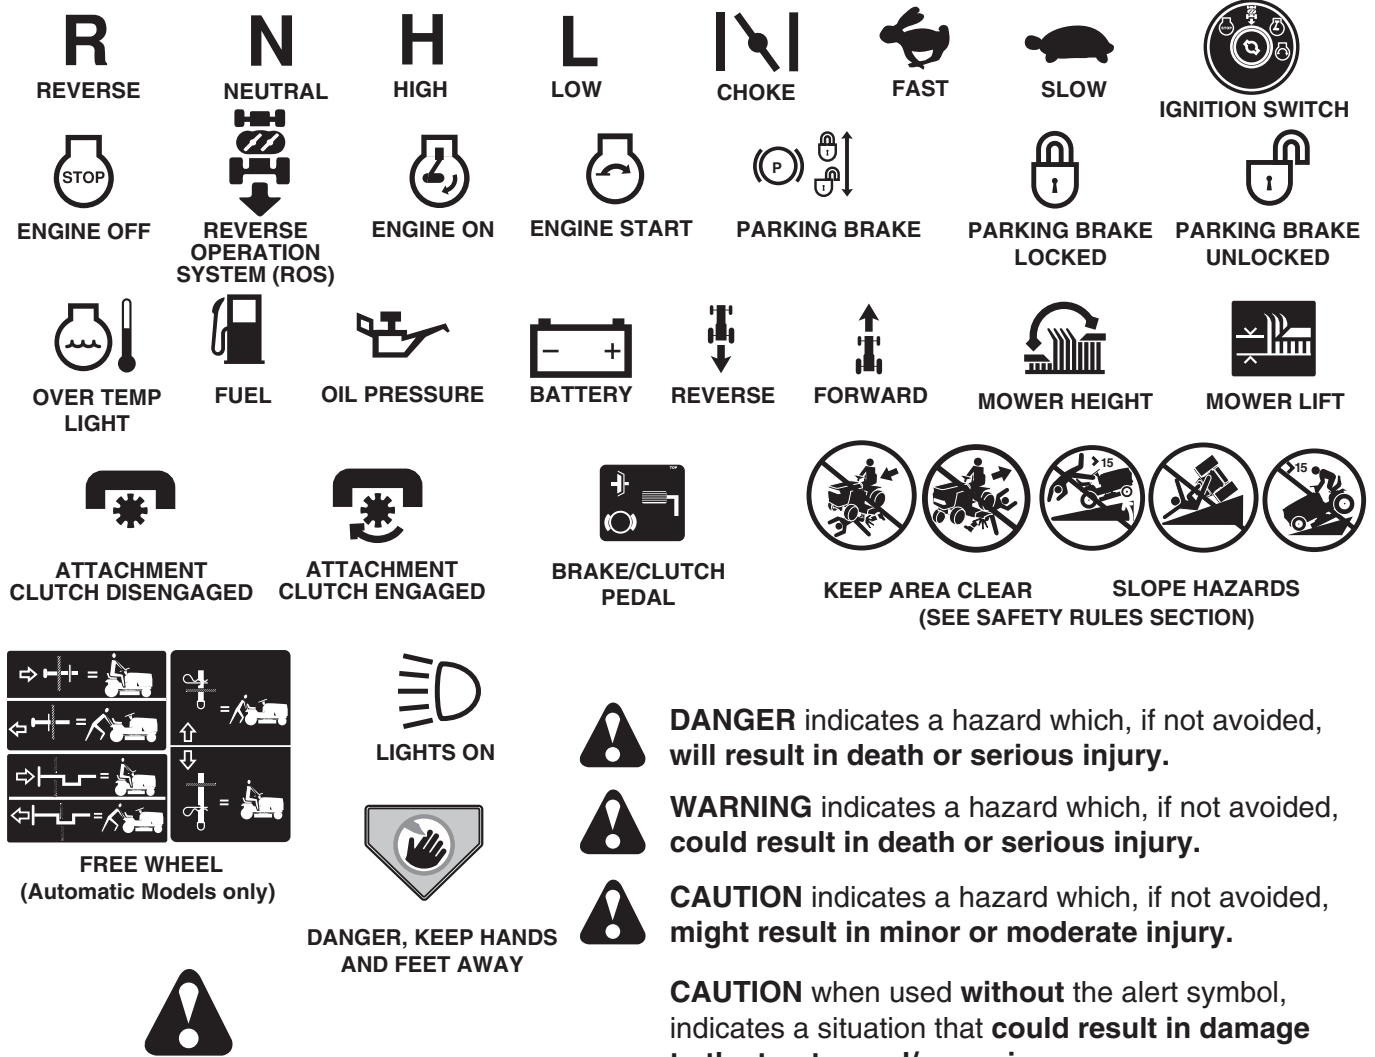 R N H L
REVERSE NEUTRAL HIGH LOW CHOKE FAST SLOW IGNITION SWITCH
STOP P
ENGINE OFF REVERSE OPERATION SYSTEM (ROS) ENGINE ON ENGINE START PARKING BRAKE PARKING BRAKE LOCKED PARKING BRAKE UNLOCKED
OVER TEMP LIGHT FUEL OIL PRESSURE BATTERY REVERSE FORWARD MOWER HEIGHT MOWER LIFT
TOP >15 >15
ATTACHMENT CLUTCH DISENGAGED ATTACHMENT CLUTCH ENGAGED BRAKE/CLUTCH PEDAL KEEP AREA CLEAR SLOPE HAZARDS
(SEE SAFETY RULES SECTION)
FREE WHEEL
(Automatic Models only)
LIGHTS ON
DANGER, KEEP HANDS
AND FEET AWAY
DANGER indicates a hazard which, if not avoided,
will result in death or serious injury.
WARNING indicates a hazard which, if not avoided,
could result in death or serious injury.
CAUTION indicates a hazard which, if not avoided,
might result in minor or moderate injury.
CAUTION when used without the alert symbol,
indicates a situation that could result in damage